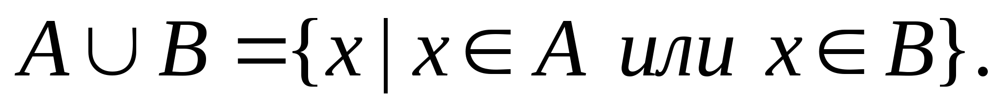 A ∪ B = {x | x ∈ A или x ∈ B}.